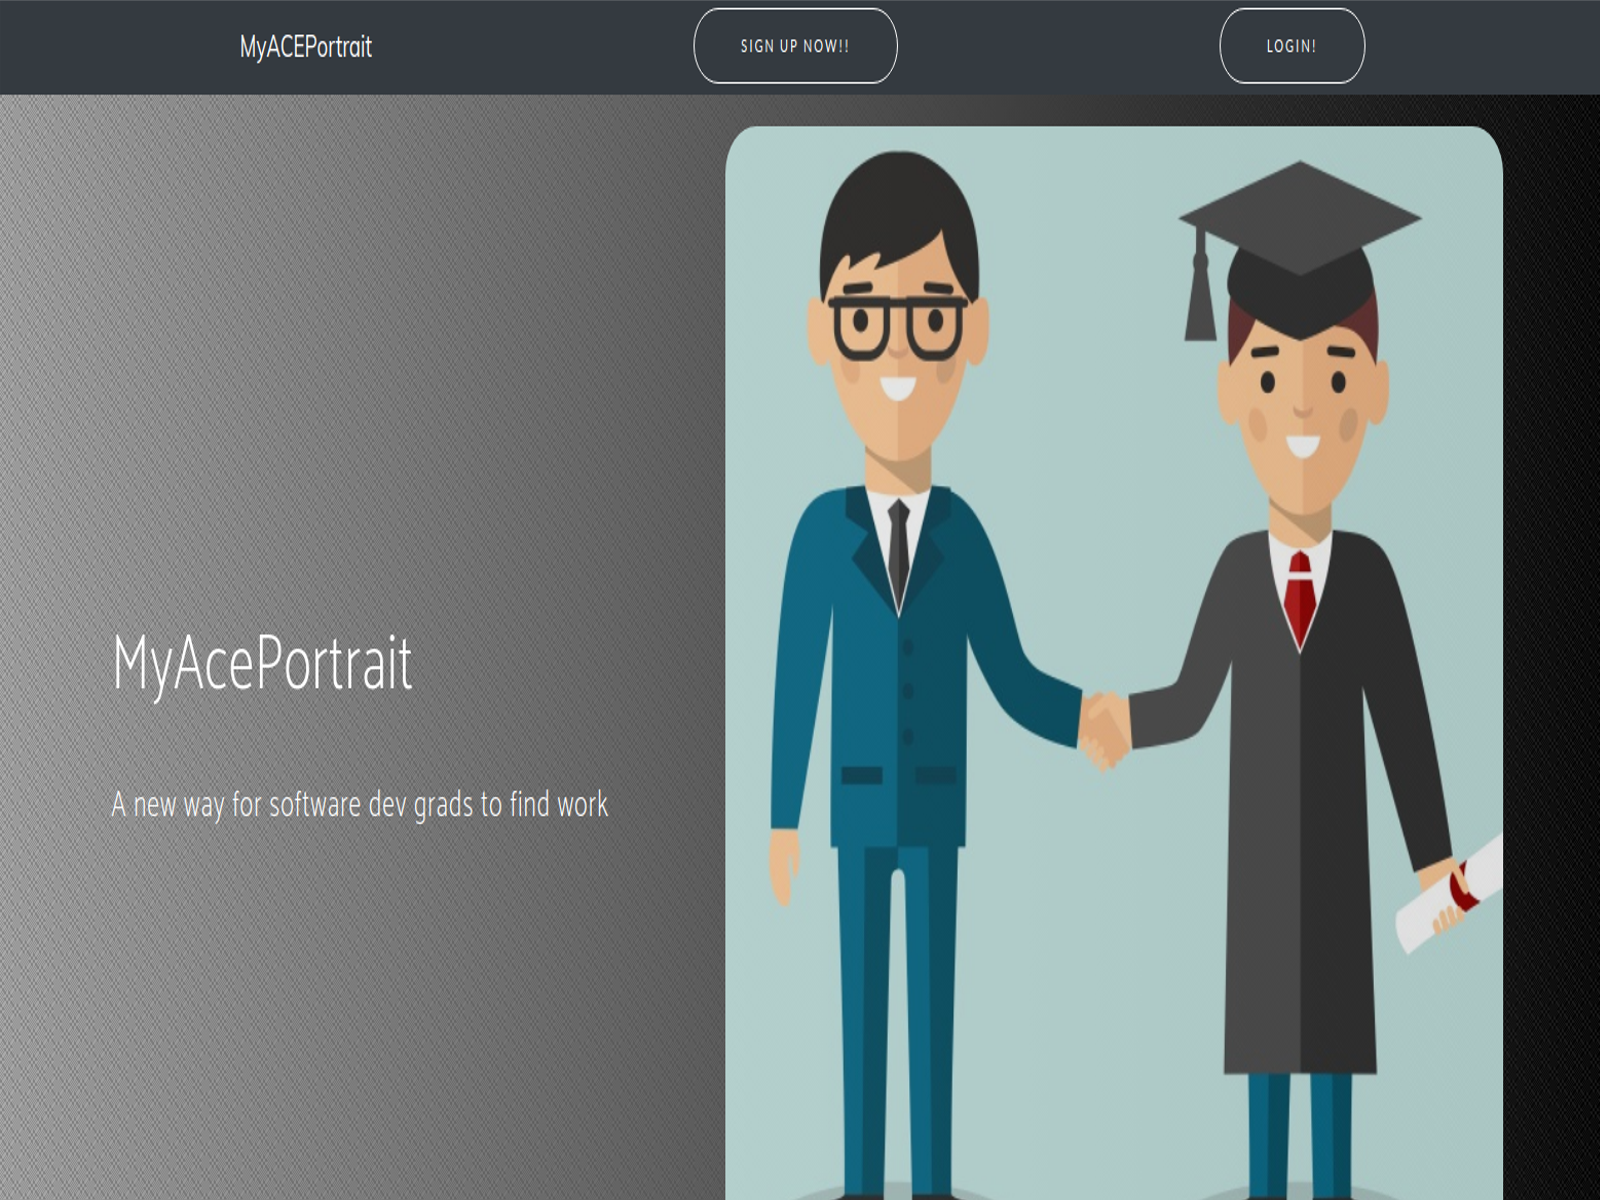 MyACEPortrait
SIGN UP NOW!!
LOGIN!
MyAcePortrait
A new way for software dev grads to find work